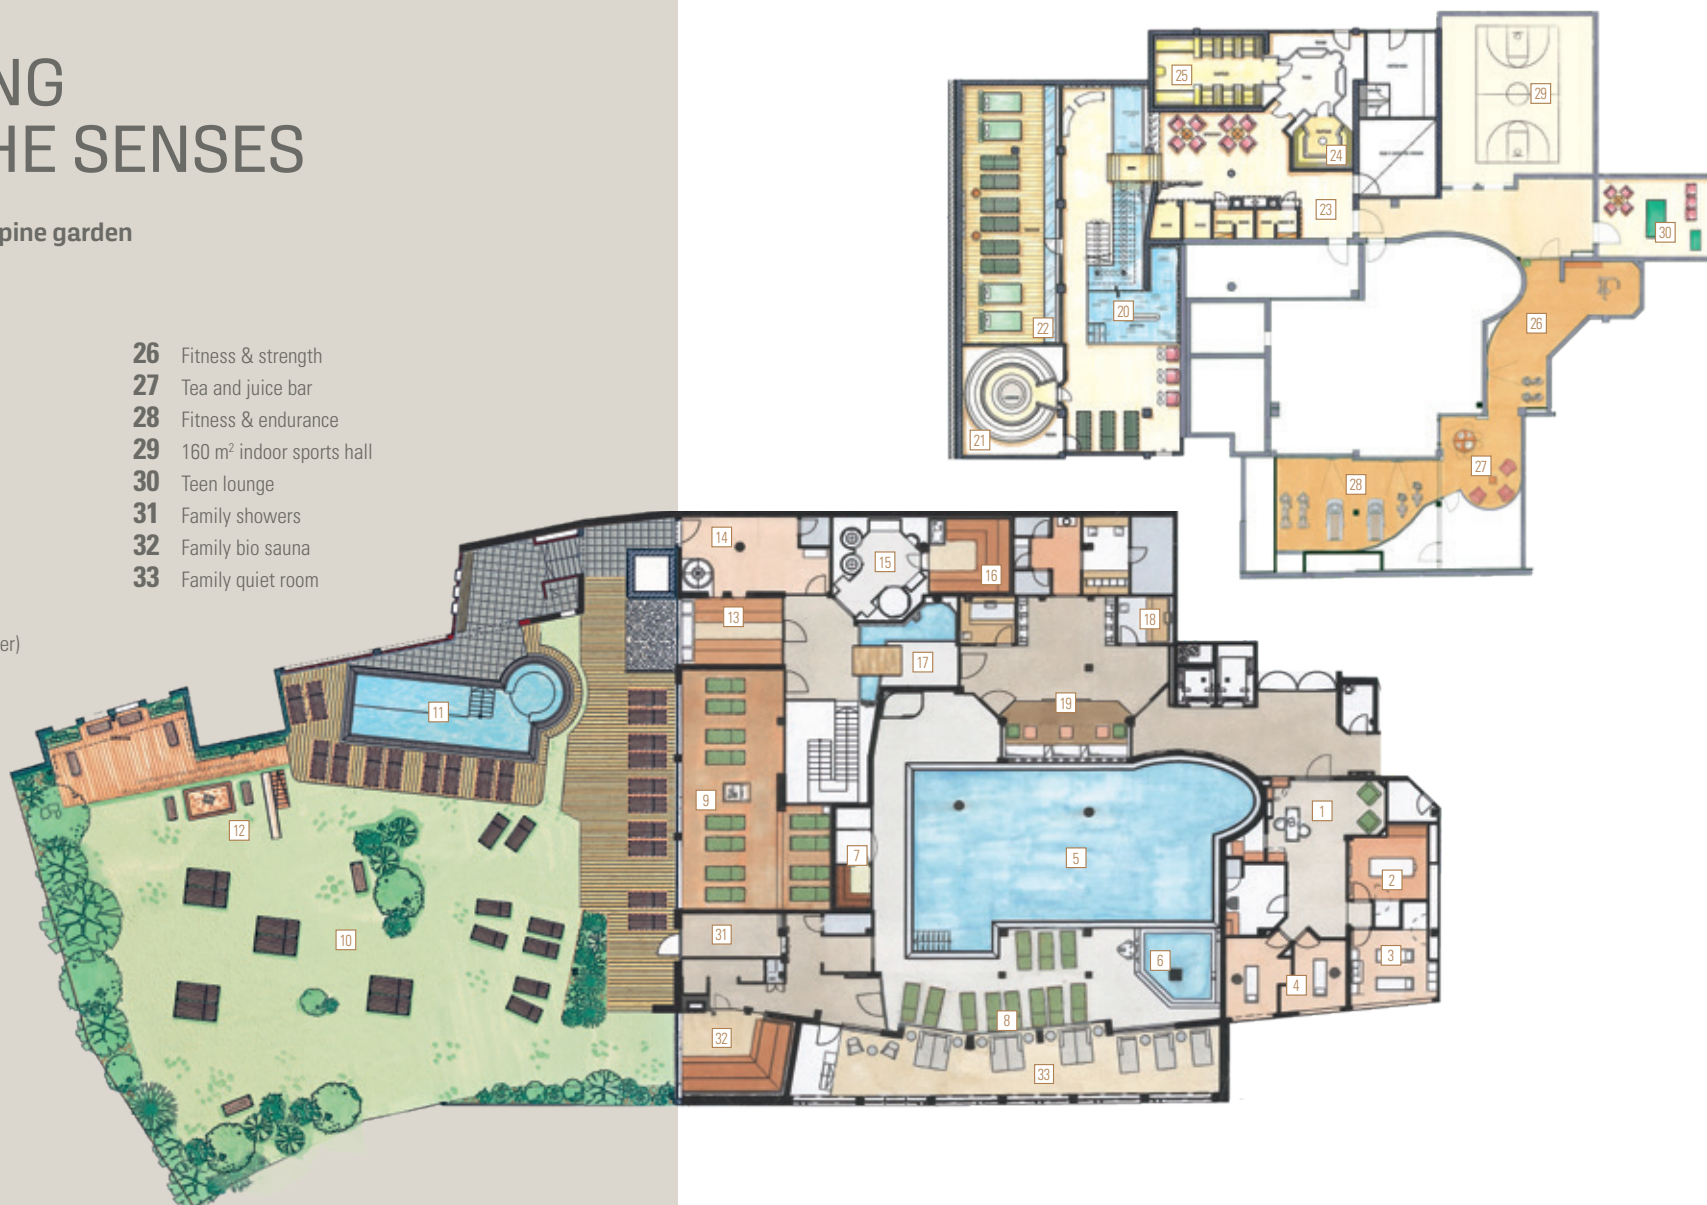 NG
HE SENSES
pine garden
26 Fitness & strength
27 Tea and juice bar
28 Fitness & endurance
29 160 m² indoor sports hall
30 Teen lounge
31 Family showers
32 Family bio sauna
33 Family quiet room
er)
25
29
24
23
30
22
20
26
21
27
28
14
15
16
13
18
17
11
19
9
1
12
7
5
2
10
31
6
3
4
8
32
33